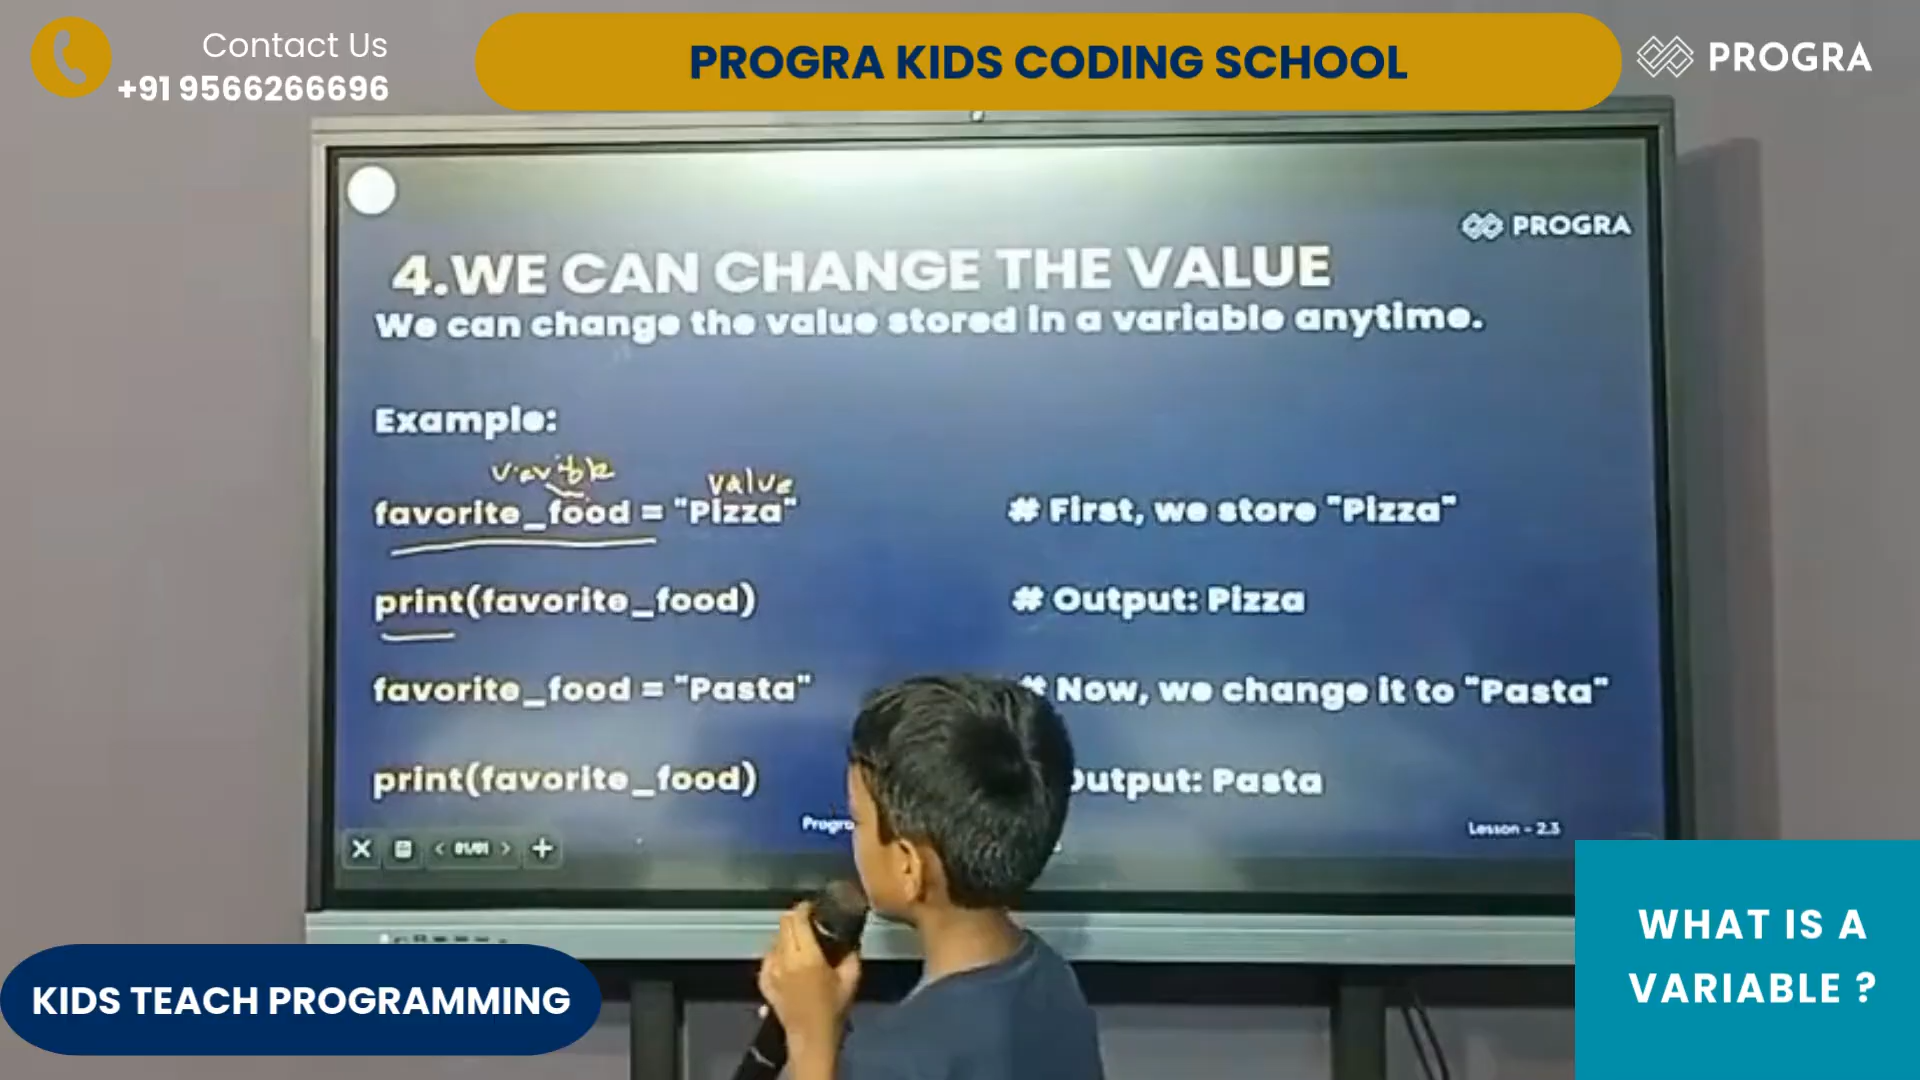 Contact Us
+91 9566266696
PROGRA KIDS CODING SCHOOL
PROGRA
PROGRA
4.WE CAN CHANGE THE VALUE
We can change the value stored in a variable anytime.
Example:
value
favorite_food = "Pizza" # First, we store "Pizza"
print(favorite_food) # Output: Pizza
favorite_food = "Pasta" # Now, we change it to "Pasta"
print(favorite_food) Output: Pasta
Lesson - 2.3
01/01
KIDS TEACH PROGRAMMING
WHAT IS A
VARIABLE ?